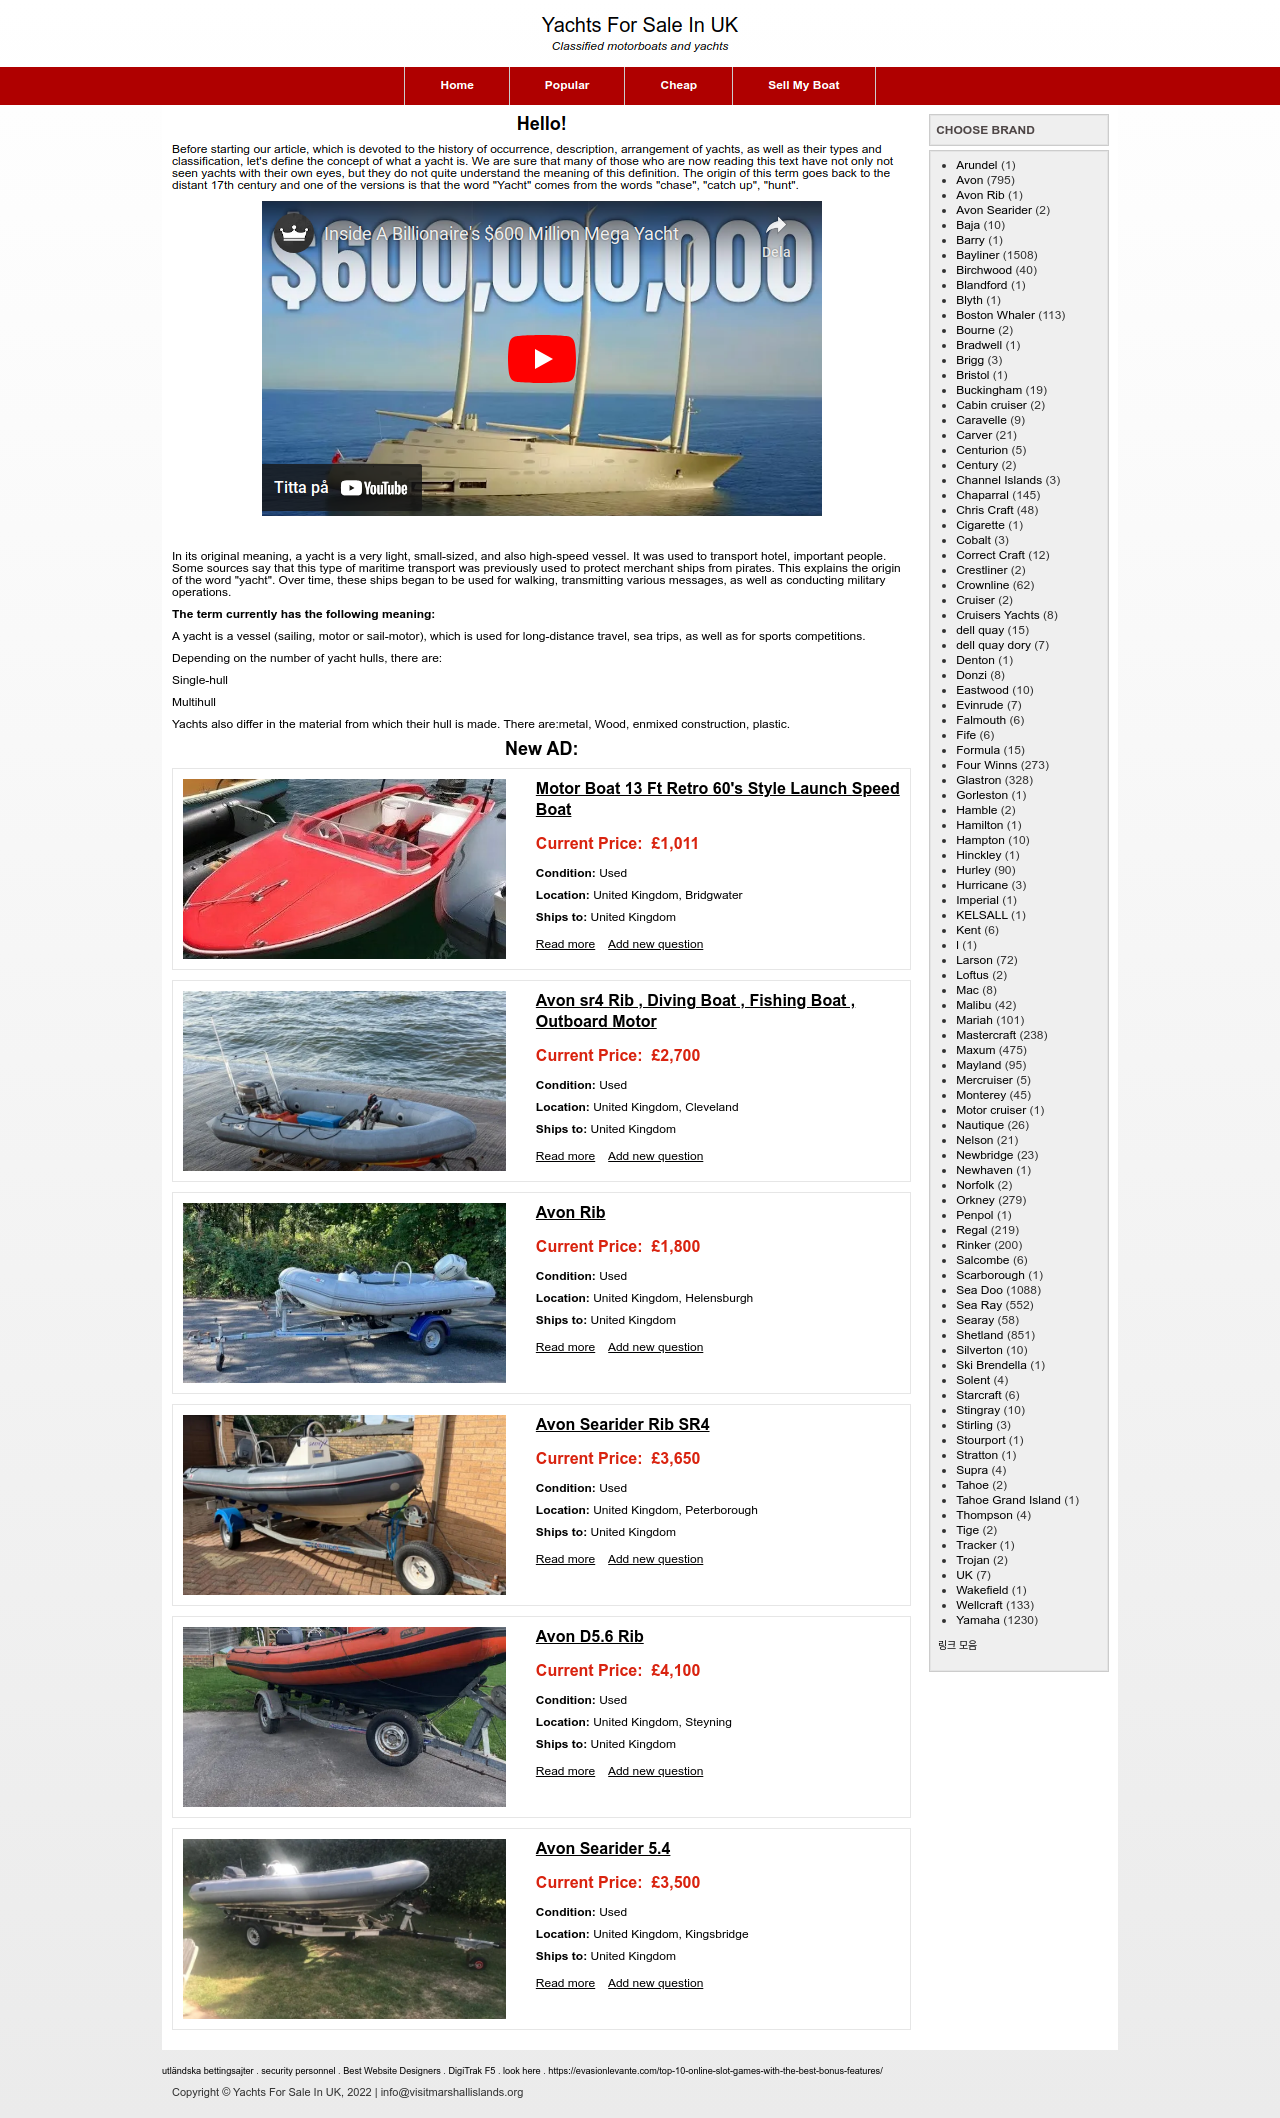 Yachts For Sale In UK
Classified motorboats and yachts
Home
Popular
Cheap
Sell My Boat
Hello!
Before starting our article, which is devoted to the history of occurrence, description, arrangement of yachts, as well as their types and
classification, let's define the concept of what a yacht is. We are sure that many of those who are now reading this text have not only not
seen yachts with their own eyes, but they do not quite understand the meaning of this definition. The origin of this term goes back to the
distant 17th century and one of the versions is that the word "Yacht" comes from the words "chase", "catch up", "hunt".
Inside A Billionaire's $600 Million Mega Yacht
Dela
$600,000,000
Titta på YouTube
In its original meaning, a yacht is a very light, small-sized, and also high-speed vessel. It was used to transport hotel, important people.
Some sources say that this type of maritime transport was previously used to protect merchant ships from pirates. This explains the origin
of the word "yacht". Over time, these ships began to be used for walking, transmitting various messages, as well as conducting military
operations.
The term currently has the following meaning:
A yacht is a vessel (sailing, motor or sail-motor), which is used for long-distance travel, sea trips, as well as for sports competitions.
Depending on the number of yacht hulls, there are:
Single-hull
Multihull
Yachts also differ in the material from which their hull is made. There are:metal, Wood, enmixed construction, plastic.
New AD:
Motor Boat 13 Ft Retro 60's Style Launch Speed
Boat
Current Price: £1,011
Condition: Used
Location: United Kingdom, Bridgwater
Ships to: United Kingdom
Read more Add new question
Avon sr4 Rib , Diving Boat , Fishing Boat ,
Outboard Motor
Current Price: £2,700
Condition: Used
Location: United Kingdom, Cleveland
Ships to: United Kingdom
Read more Add new question
Avon Rib
Current Price: £1,800
Condition: Used
Location: United Kingdom, Helensburgh
Ships to: United Kingdom
Read more Add new question
Avon Searider Rib SR4
Current Price: £3,650
Condition: Used
Location: United Kingdom, Peterborough
Ships to: United Kingdom
Read more Add new question
Avon D5.6 Rib
Current Price: £4,100
Condition: Used
Location: United Kingdom, Steyning
Ships to: United Kingdom
Read more Add new question
Avon Searider 5.4
Current Price: £3,500
Condition: Used
Location: United Kingdom, Kingsbridge
Ships to: United Kingdom
Read more Add new question
CHOOSE BRAND
Arundel (1)
Avon (795)
Avon Rib (1)
Avon Searider (2)
Baja (10)
Barry (1)
Bayliner (1508)
Birchwood (40)
Blandford (1)
Blyth (1)
Boston Whaler (113)
Bourne (2)
Bradwell (1)
Brigg (3)
Bristol (1)
Buckingham (19)
Cabin cruiser (2)
Caravelle (9)
Carver (21)
Centurion (5)
Century (2)
Channel Islands (3)
Chaparral (145)
Chris Craft (48)
Cigarette (1)
Cobalt (3)
Correct Craft (12)
Crestliner (2)
Crownline (62)
Cruiser (2)
Cruisers Yachts (8)
dell quay (15)
dell quay dory (7)
Denton (1)
Donzi (8)
Eastwood (10)
Evinrude (7)
Falmouth (6)
Fife (6)
Formula (15)
Four Winns (273)
Glastron (328)
Gorleston (1)
Hamble (2)
Hamilton (1)
Hampton (10)
Hinckley (1)
Hurley (90)
Hurricane (3)
Imperial (1)
KELSALL (1)
Kent (6)
l (1)
Larson (72)
Loftus (2)
Mac (8)
Malibu (42)
Mariah (101)
Mastercraft (238)
Maxum (475)
Mayland (95)
Mercruiser (5)
Monterey (45)
Motor cruiser (1)
Nautique (26)
Nelson (21)
Newbridge (23)
Newhaven (1)
Norfolk (2)
Orkney (279)
Penpol (1)
Regal (219)
Rinker (200)
Salcombe (6)
Scarborough (1)
Sea Doo (1088)
Sea Ray (552)
Searay (58)
Shetland (851)
Silverton (10)
Ski Brendella (1)
Solent (4)
Starcraft (6)
Stingray (10)
Stirling (3)
Stourport (1)
Stratton (1)
Supra (4)
Tahoe (2)
Tahoe Grand Island (1)
Thompson (4)
Tige (2)
Tracker (1)
Trojan (2)
UK (7)
Wakefield (1)
Wellcraft (133)
Yamaha (1230)
링크 모음
utländska bettingsajter . security personnel . Best Website Designers . DigiTrak F5 . look here . https://evasionlevante.com/top-10-online-slot-games-with-the-best-bonus-features/
Copyright © Yachts For Sale In UK, 2022 | info@visitmarshallislands.org